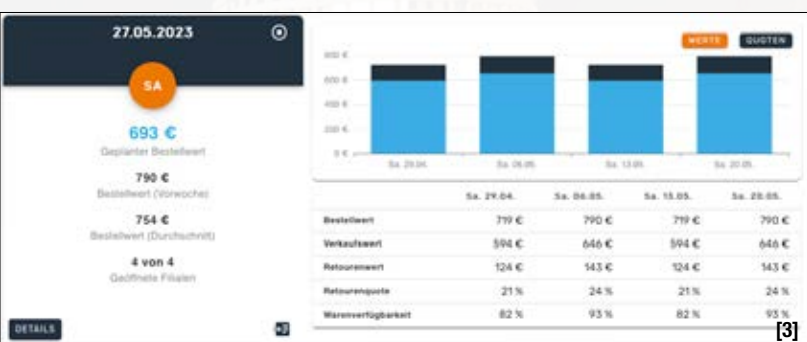 27.05.2023
SA
693 €
Geplanter Bestellwert
790 €
Bestellwert (Vorwoche)
754 €
Bestellwert (Durchschnitt)
4 von 4
Geöffnete Filialen
DETAILS
WERTE QUOTEN
800 €
600 €
400 €
200 €
0 €
Sa. 29.04. Sa. 06.05. Sa. 13.05. Sa. 20.05.
Sa. 29.04. Sa. 06.05. Sa. 13.05. Sa. 20.05.
Bestellwert 719 € 790 € 719 € 790 €
Verkaufswert 594 € 646 € 594 € 646 €
Retourenwert 124 € 143 € 124 € 143 €
Retourenquote 21 % 24 % 21 % 24 %
Warenverfügbarkeit 82 % 93 % 82 % 93 %
[3]